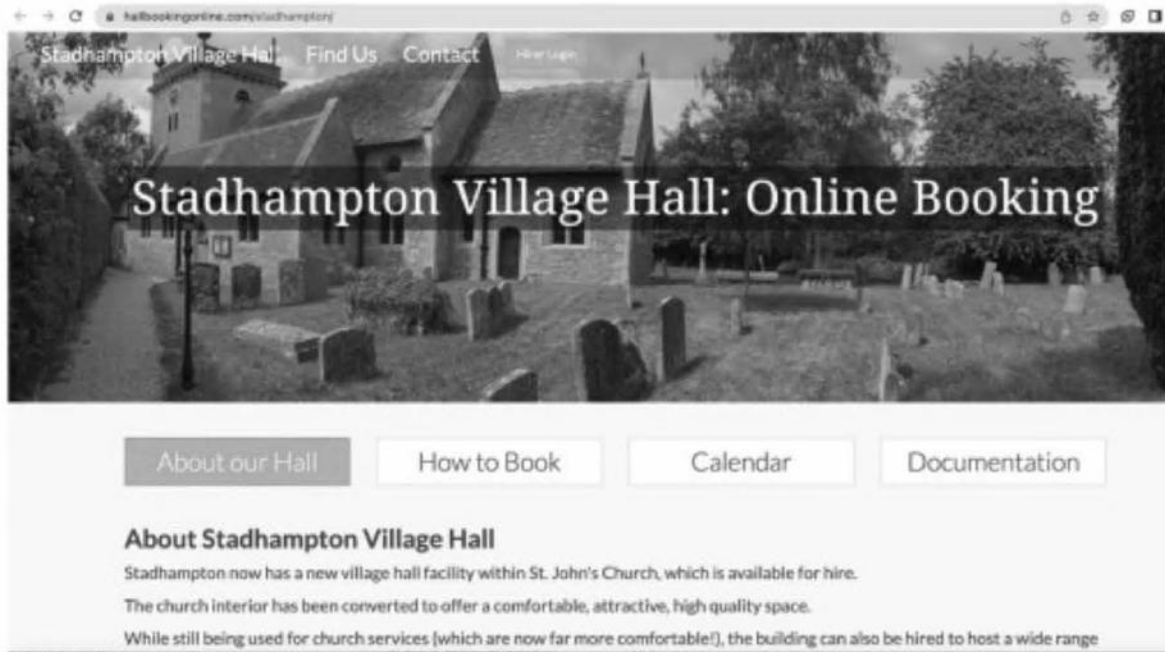 hallbookingonline.com/stadhampton/
Stadhampton Village Hall Find Us Contact Hirer Login
Stadhampton Village Hall: Online Booking
About our Hall How to Book Calendar Documentation
About Stadhampton Village Hall
Stadhampton now has a new village hall facility within St. John's Church, which is available for hire.
The church interior has been converted to offer a comfortable, attractive, high quality space.
While still being used for church services (which are now far more comfortable!), the building can also be hired to host a wide range